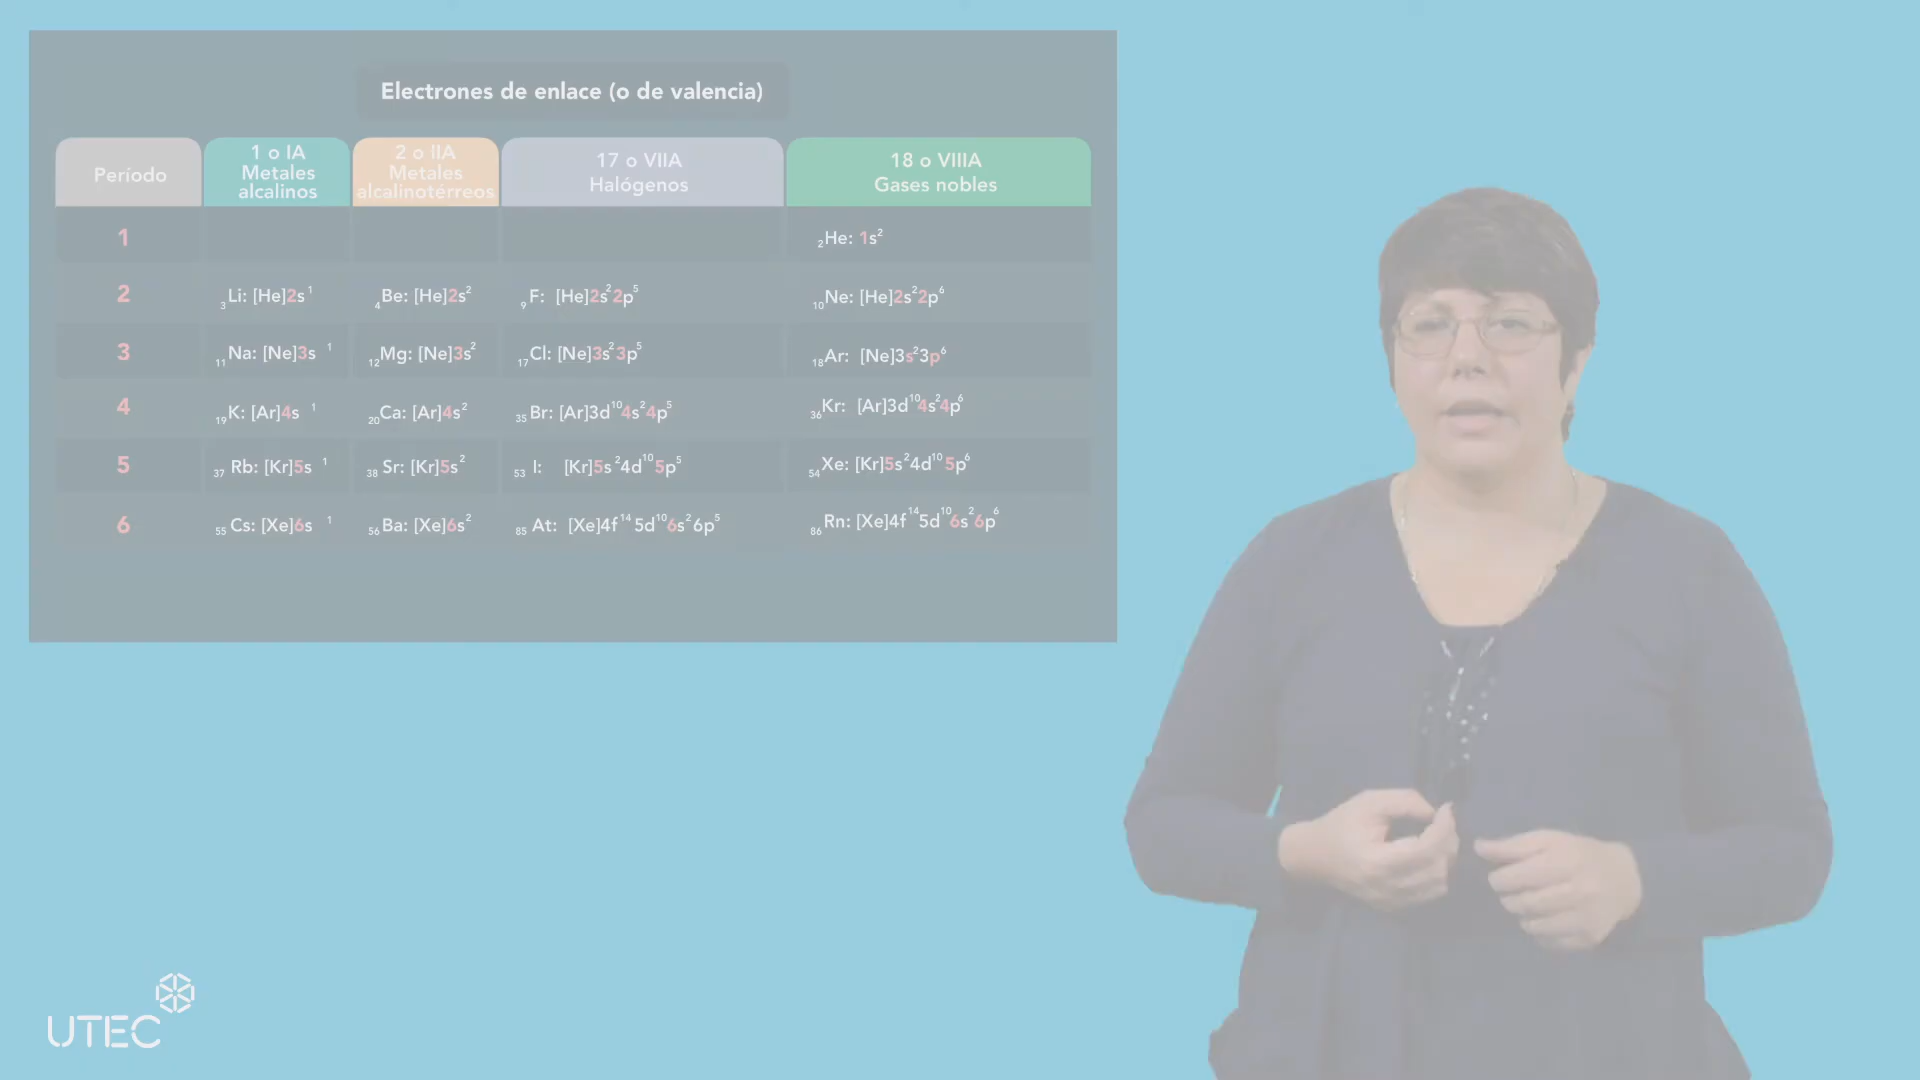 Electrones de enlace (o de valencia)
Período
1 o IA
Metales
alcalinos
2 o IIA
Metales
alcalinotérreos
17 o VIIA
Halógenos
18 o VIIIA
Gases nobles
1
₂He: 1s²
2
₃Li: [He]2s¹
₄Be: [He]2s²
₉F: [He]2s²2p⁵
₁₀Ne: [He]2s²2p⁶
3
₁₁Na: [Ne]3s¹
₁₂Mg: [Ne]3s²
₁₇Cl: [Ne]3s²3p⁵
₁₈Ar: [Ne]3s²3p⁶
4
₁₉K: [Ar]4s¹
₂₀Ca: [Ar]4s²
₃₅Br: [Ar]3d¹⁰4s²4p⁵
₃₆Kr: [Ar]3d¹⁰4s²4p⁶
5
₃₇Rb: [Kr]5s¹
₃₈Sr: [Kr]5s²
₅₃I: [Kr]5s²4d¹⁰5p⁵
₅₄Xe: [Kr]5s²4d¹⁰5p⁶
6
₅₅Cs: [Xe]6s¹
₅₆Ba: [Xe]6s²
₈₅At: [Xe]4f¹⁴5d¹⁰6s²6p⁵
₈₆Rn: [Xe]4f¹⁴5d¹⁰6s²6p⁶
UTEC